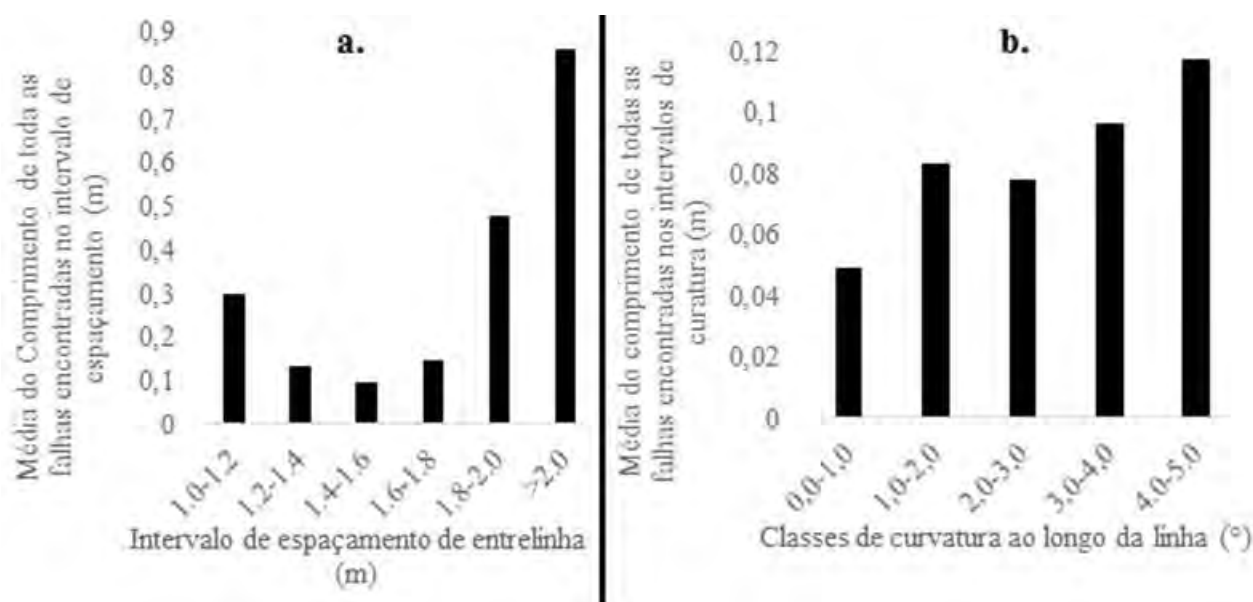 a.
Média do Comprimento de toda as
falhas encontradas no intervalo de
espaçamento (m)
0,9
0,8
0,7
0,6
0,5
0,4
0,3
0,2
0,1
0
1.0-1.2
1.2-1.4
1.4-1.6
1.6-1.8
1,8-2.0
>2.0
Intervalo de espaçamento de entrelinha
(m)
b.
Média do comprimento de todas as
falhas encontradas nos intervalos de
curatura (m)
0,12
0,1
0,08
0,06
0,04
0,02
0
0,0-1,0
1,0-2,0
2,0-3,0
3,0-4,0
4.0-5.0
Classes de curvatura ao longo da linha (°)